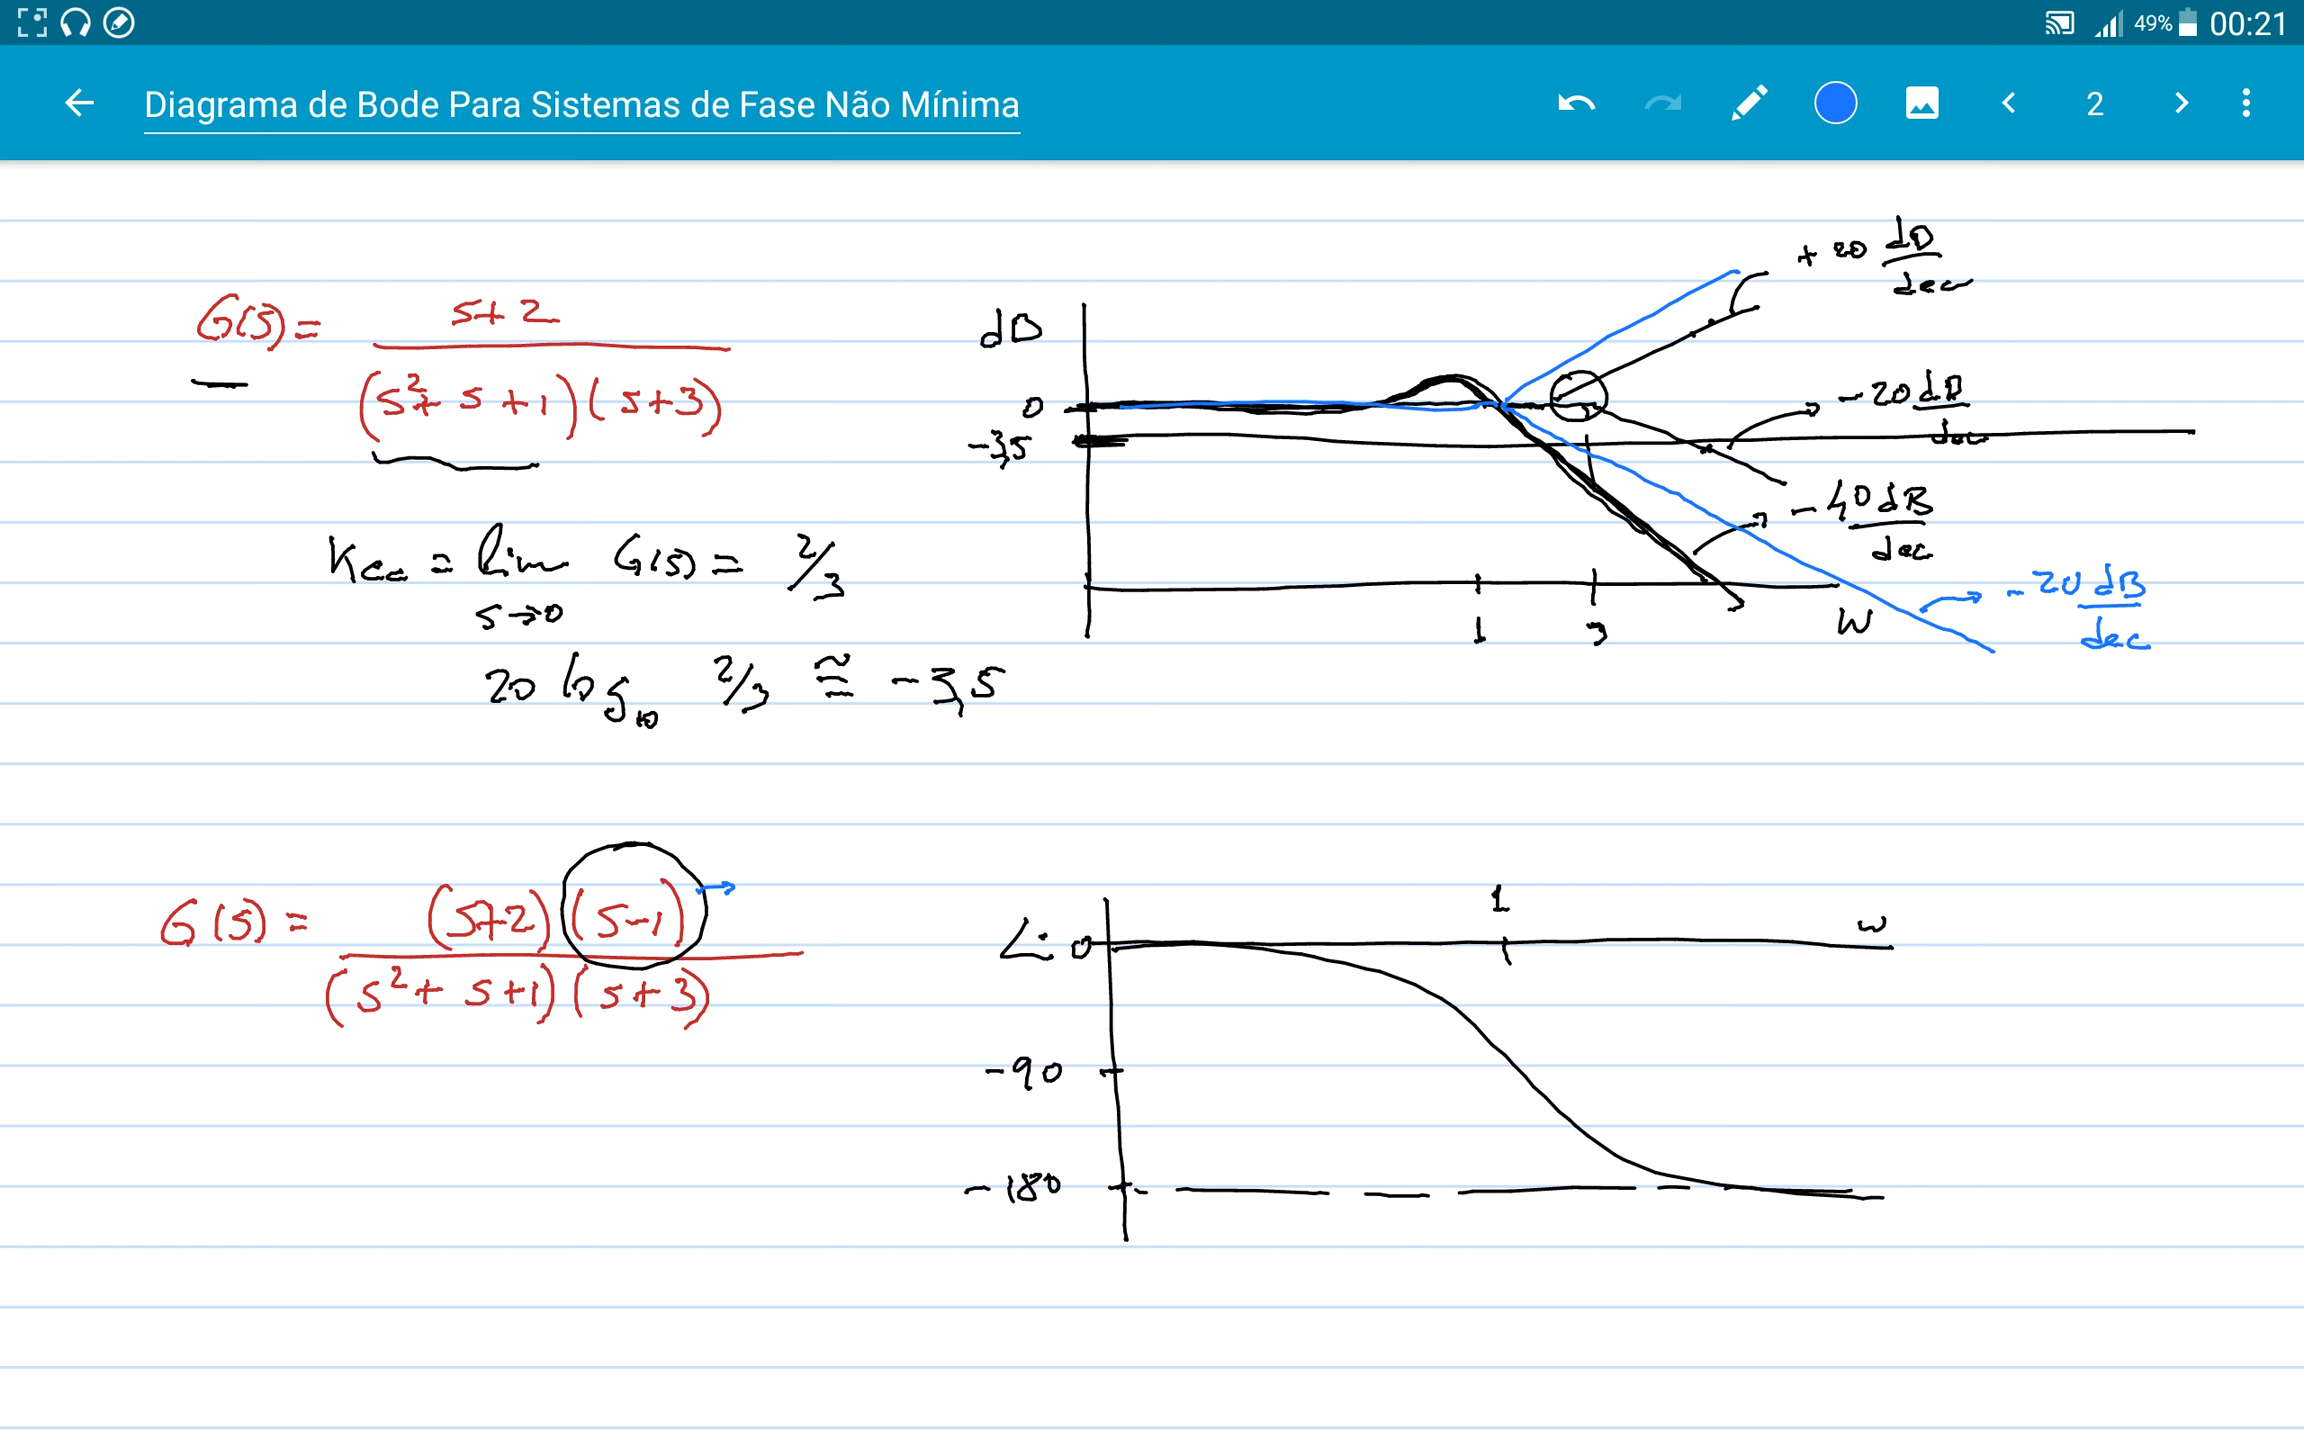 49% 00:21
Diagrama de Bode Para Sistemas de Fase Não Mínima
2
G(s) = s+2 / (s²+ s +1)(s+3)
Kcc = lim s→0 G(s) = 2/3
20 log10 2/3 ≅ -3,5
dB
0
-3,5
+20 dB/dec
-20 dB/dec
-40 dB/dec
-20 dB/dec
1
3
W
G(s) = (s+2)(s-1) / (s²+ s+1)(s+3)
∠: 0
1
w
-90
-180